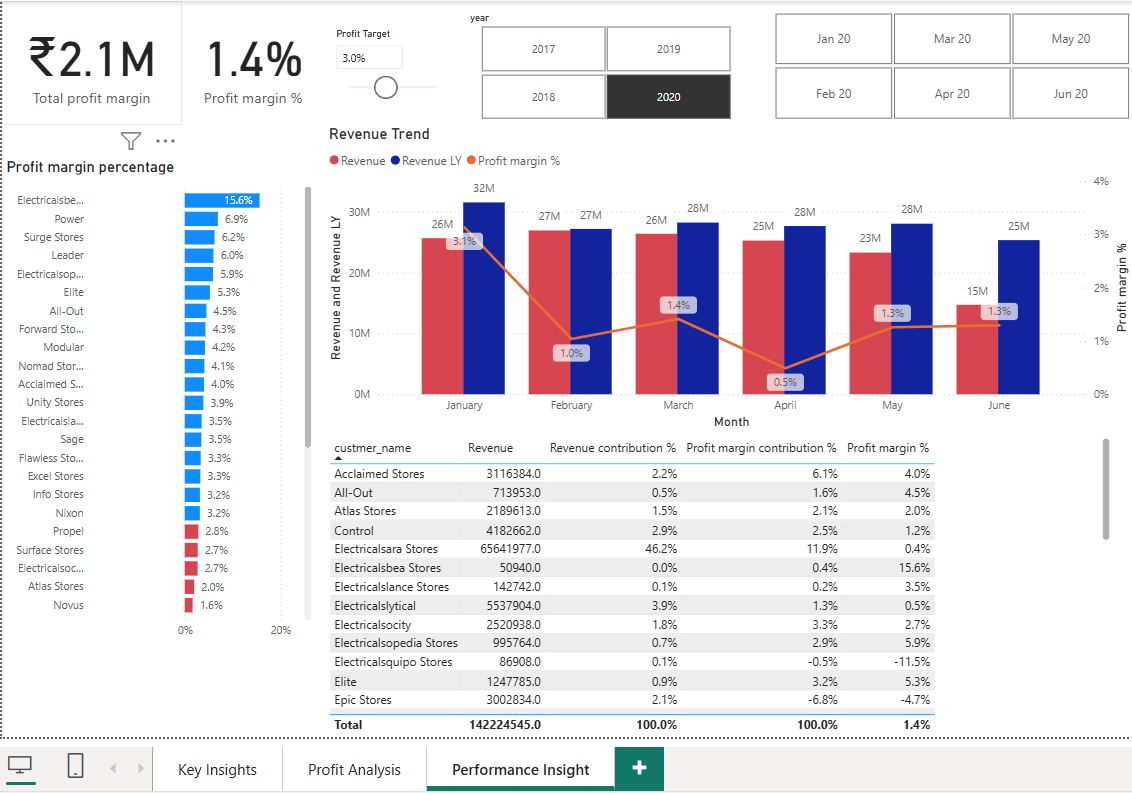 ₹2.1M
Total profit margin
1.4%
Profit margin %
Profit Target
3.0%
year
2017
2019
2018
2020
Jan 20
Mar 20
May 20
Feb 20
Apr 20
Jun 20
Profit margin percentage
Electricalsbe... 15.6%
Power 6.9%
Surge Stores 6.2%
Leader 6.0%
Electricalsop... 5.9%
Elite 5.3%
All-Out 4.5%
Forward Sto... 4.3%
Modular 4.2%
Nomad Stor... 4.1%
Acclaimed S... 4.0%
Unity Stores 3.9%
Electricalsla... 3.5%
Sage 3.5%
Flawless Sto... 3.3%
Excel Stores 3.3%
Info Stores 3.2%
Nixon 3.2%
Propel 2.8%
Surface Stores 2.7%
Electricalsoc... 2.7%
Atlas Stores 2.0%
Novus 1.6%
0% 20%
Revenue Trend
Revenue Revenue LY Profit margin %
Revenue and Revenue LY
30M
20M
10M
0M
26M 32M 27M 27M 26M 28M 25M 28M 23M 28M 15M 25M
3.1% 1.0% 1.4% 0.5% 1.3% 1.3%
4%
3%
2%
1%
0%
Profit margin %
January February March April May June
Month
custmer_name Revenue Revenue contribution % Profit margin contribution % Profit margin %
Acclaimed Stores 3116384.0 2.2% 6.1% 4.0%
All-Out 713953.0 0.5% 1.6% 4.5%
Atlas Stores 2189613.0 1.5% 2.1% 2.0%
Control 4182662.0 2.9% 2.5% 1.2%
Electricalsara Stores 65641977.0 46.2% 11.9% 0.4%
Electricalsbea Stores 50940.0 0.0% 0.4% 15.6%
Electricalslance Stores 142742.0 0.1% 0.2% 3.5%
Electricalslytical 5537904.0 3.9% 1.3% 0.5%
Electricalsocity 2520938.0 1.8% 3.3% 2.7%
Electricalsopedia Stores 995764.0 0.7% 2.9% 5.9%
Electricalsquipo Stores 86908.0 0.1% -0.5% -11.5%
Elite 1247785.0 0.9% 3.2% 5.3%
Epic Stores 3002834.0 2.1% -6.8% -4.7%
Total 142224545.0 100.0% 100.0% 1.4%
Key Insights Profit Analysis Performance Insight